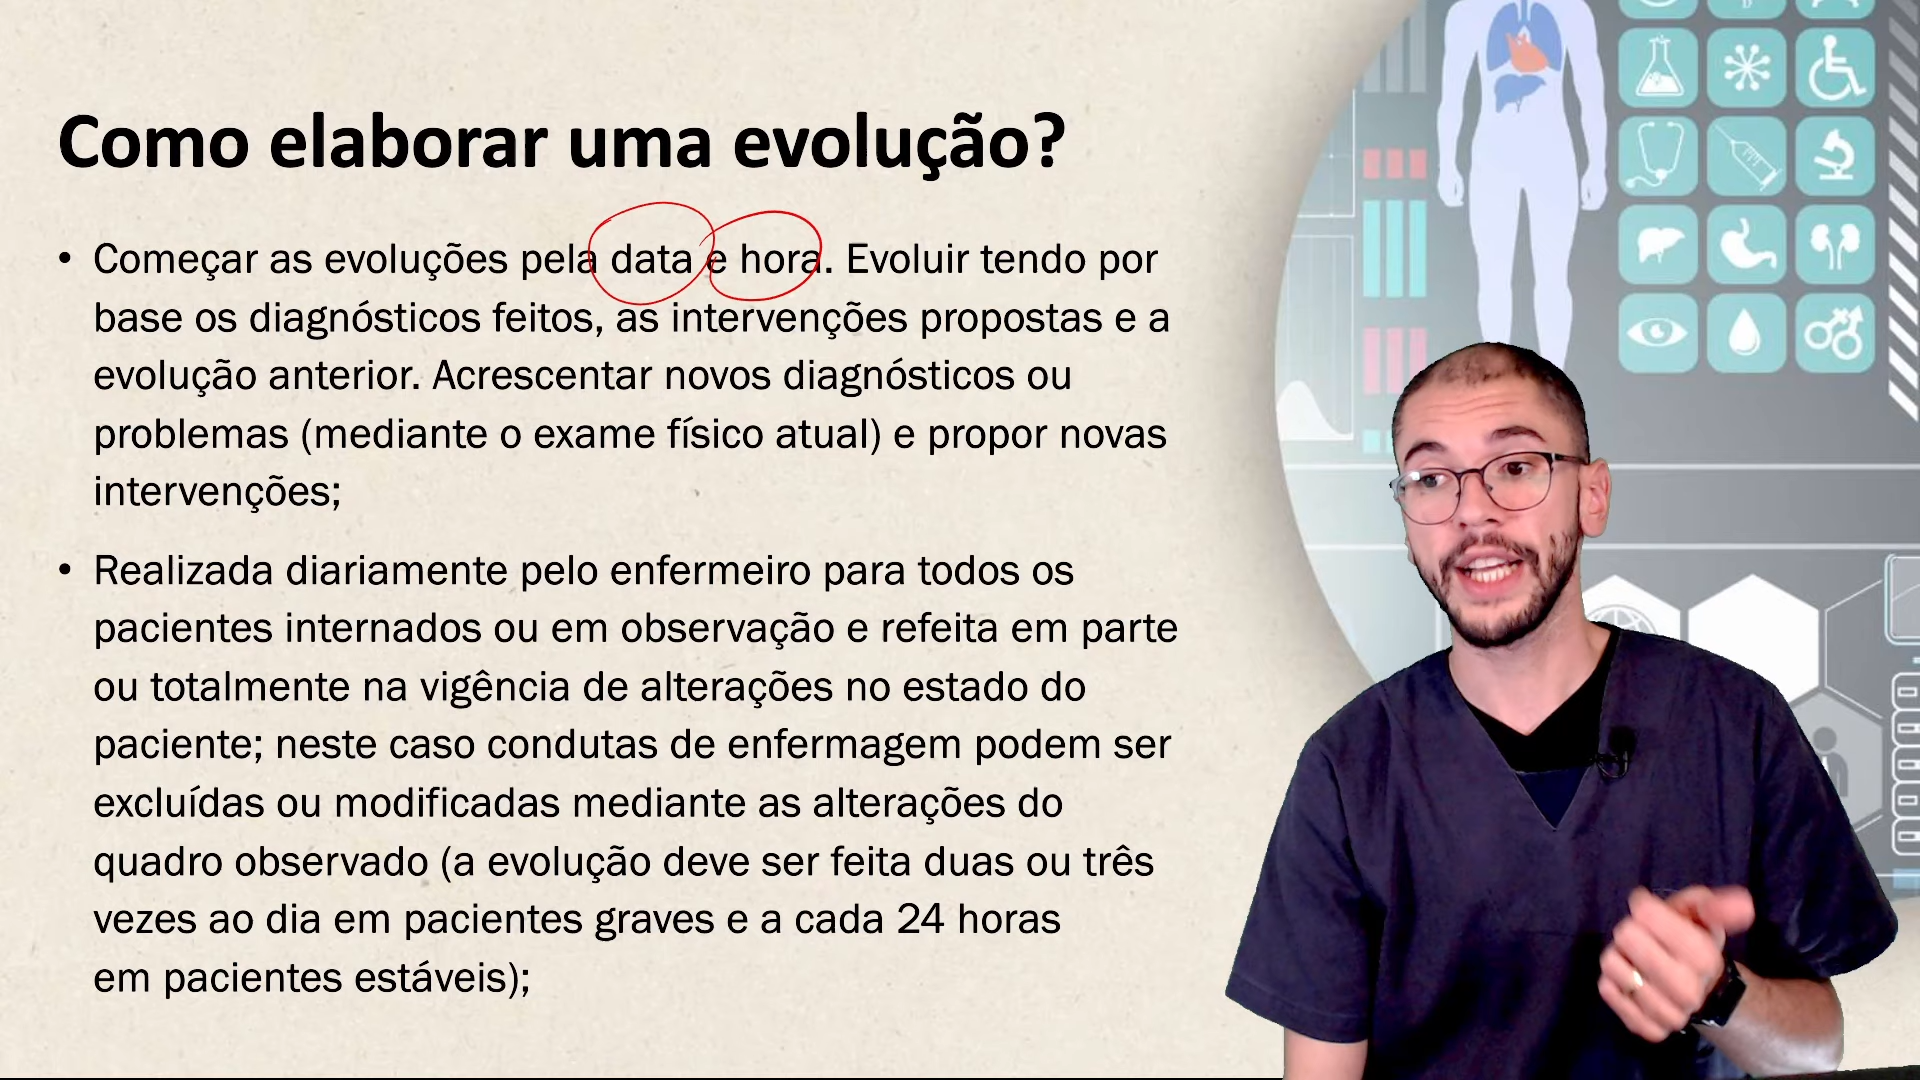 Como elaborar uma evolução?
• Começar as evoluções pela data e hora. Evoluir tendo por
base os diagnósticos feitos, as intervenções propostas e a
evolução anterior. Acrescentar novos diagnósticos ou
problemas (mediante o exame físico atual) e propor novas
intervenções;
• Realizada diariamente pelo enfermeiro para todos os
pacientes internados ou em observação e refeita em parte
ou totalmente na vigência de alterações no estado do
paciente; neste caso condutas de enfermagem podem ser
excluídas ou modificadas mediante as alterações do
quadro observado (a evolução deve ser feita duas ou três
vezes ao dia em pacientes graves e a cada 24 horas
em pacientes estáveis);